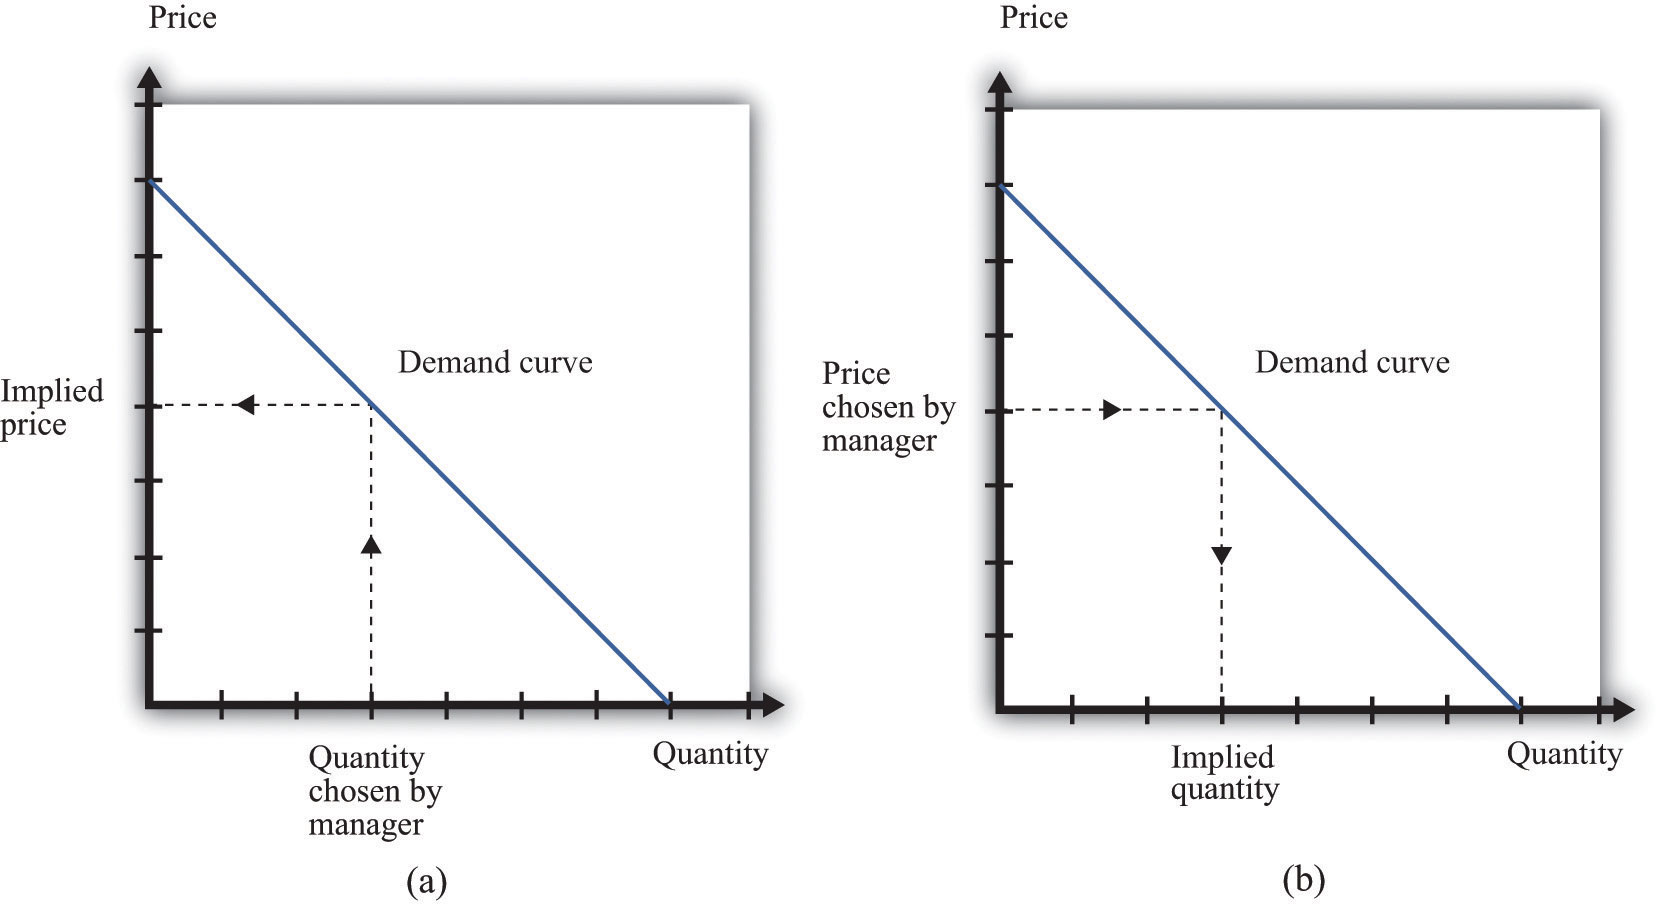 Price
Demand curve
Implied
price
Quantity
chosen by
manager
Quantity
(a)
Price
Demand curve
Price
chosen by
manager
Implied
quantity
Quantity
(b)